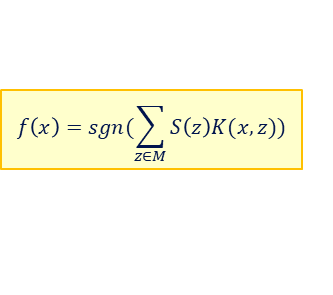 f(x) = sgn(∑ S(z)K(x, z))
z∈M